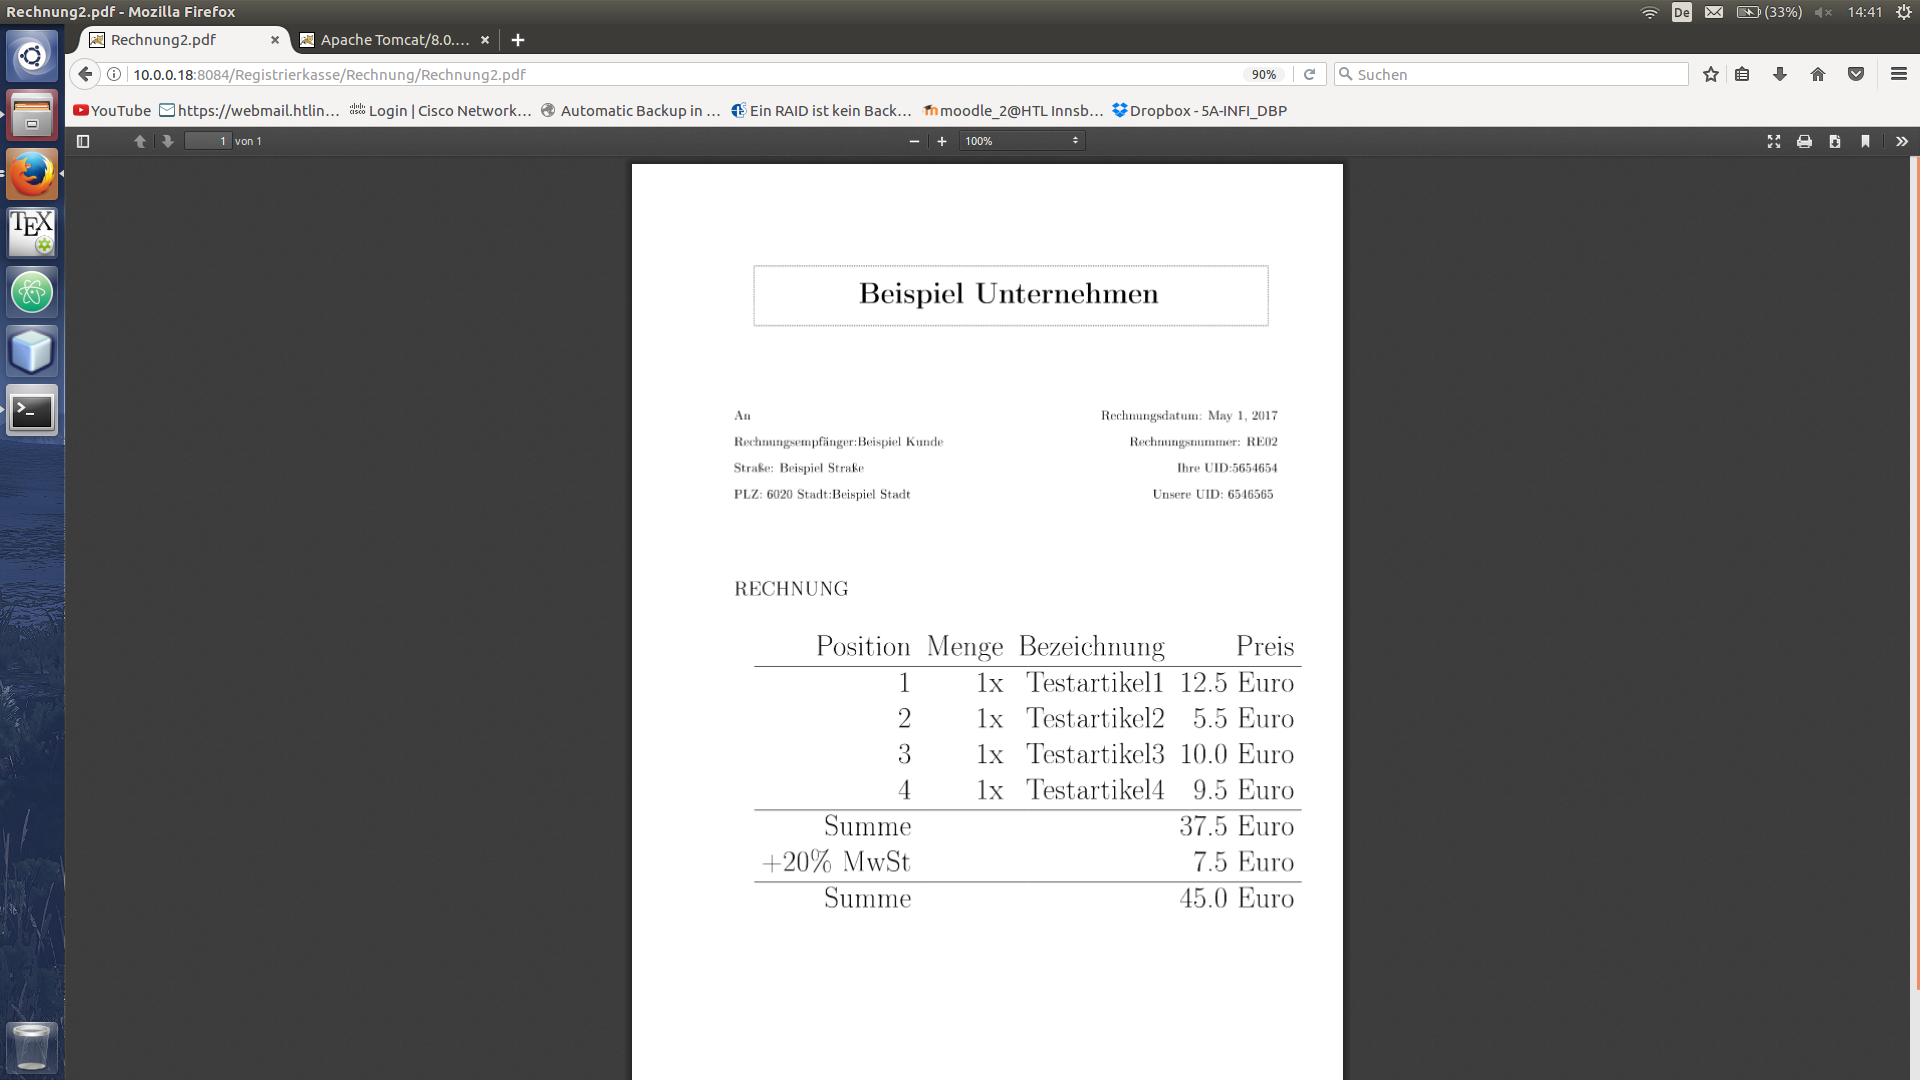 Rechnung2.pdf - Mozilla Firefox
De (33%) 14:41
Rechnung2.pdf × Apache Tomcat/8.0.... × +
10.0.0.18:8084/Registrierkasse/Rechnung/Rechnung2.pdf 90% Suchen
YouTube https://webmail.htlin... Login | Cisco Network... Automatic Backup in ... Ein RAID ist kein Back... moodle_2@HTL Innsb... Dropbox - 5A-INFI_DBP
1 von 1 100%
TEX
Beispiel Unternehmen
An Rechnungsdatum: May 1, 2017
Rechnungsempfänger:Beispiel Kunde Rechnungsnummer: RE02
Straße: Beispiel Straße Ihre UID:5654654
PLZ: 6020 Stadt:Beispiel Stadt Unsere UID: 6546565
RECHNUNG
Position Menge Bezeichnung Preis
1 1x Testartikel1 12.5 Euro
2 1x Testartikel2 5.5 Euro
3 1x Testartikel3 10.0 Euro
4 1x Testartikel4 9.5 Euro
Summe 37.5 Euro
+20% MwSt 7.5 Euro
Summe 45.0 Euro